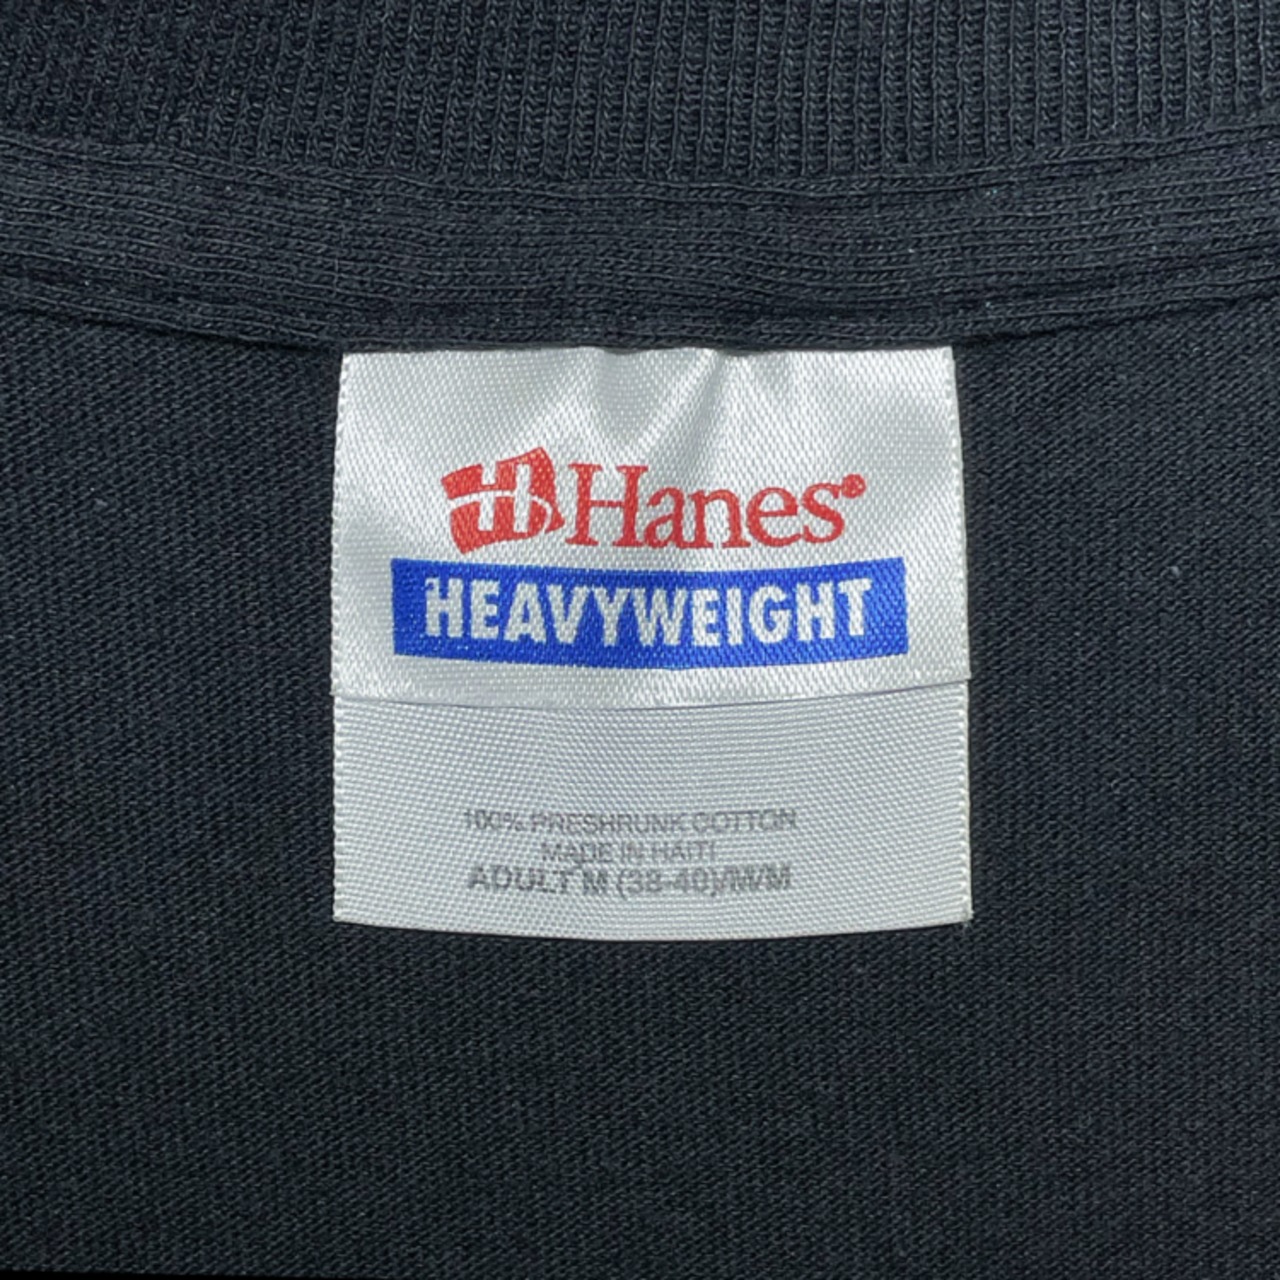 Hanes
HEAVYWEIGHT
100% PRESHRUNK COTTON
MADE IN HAITI
ADULT M (38-40)/M/M